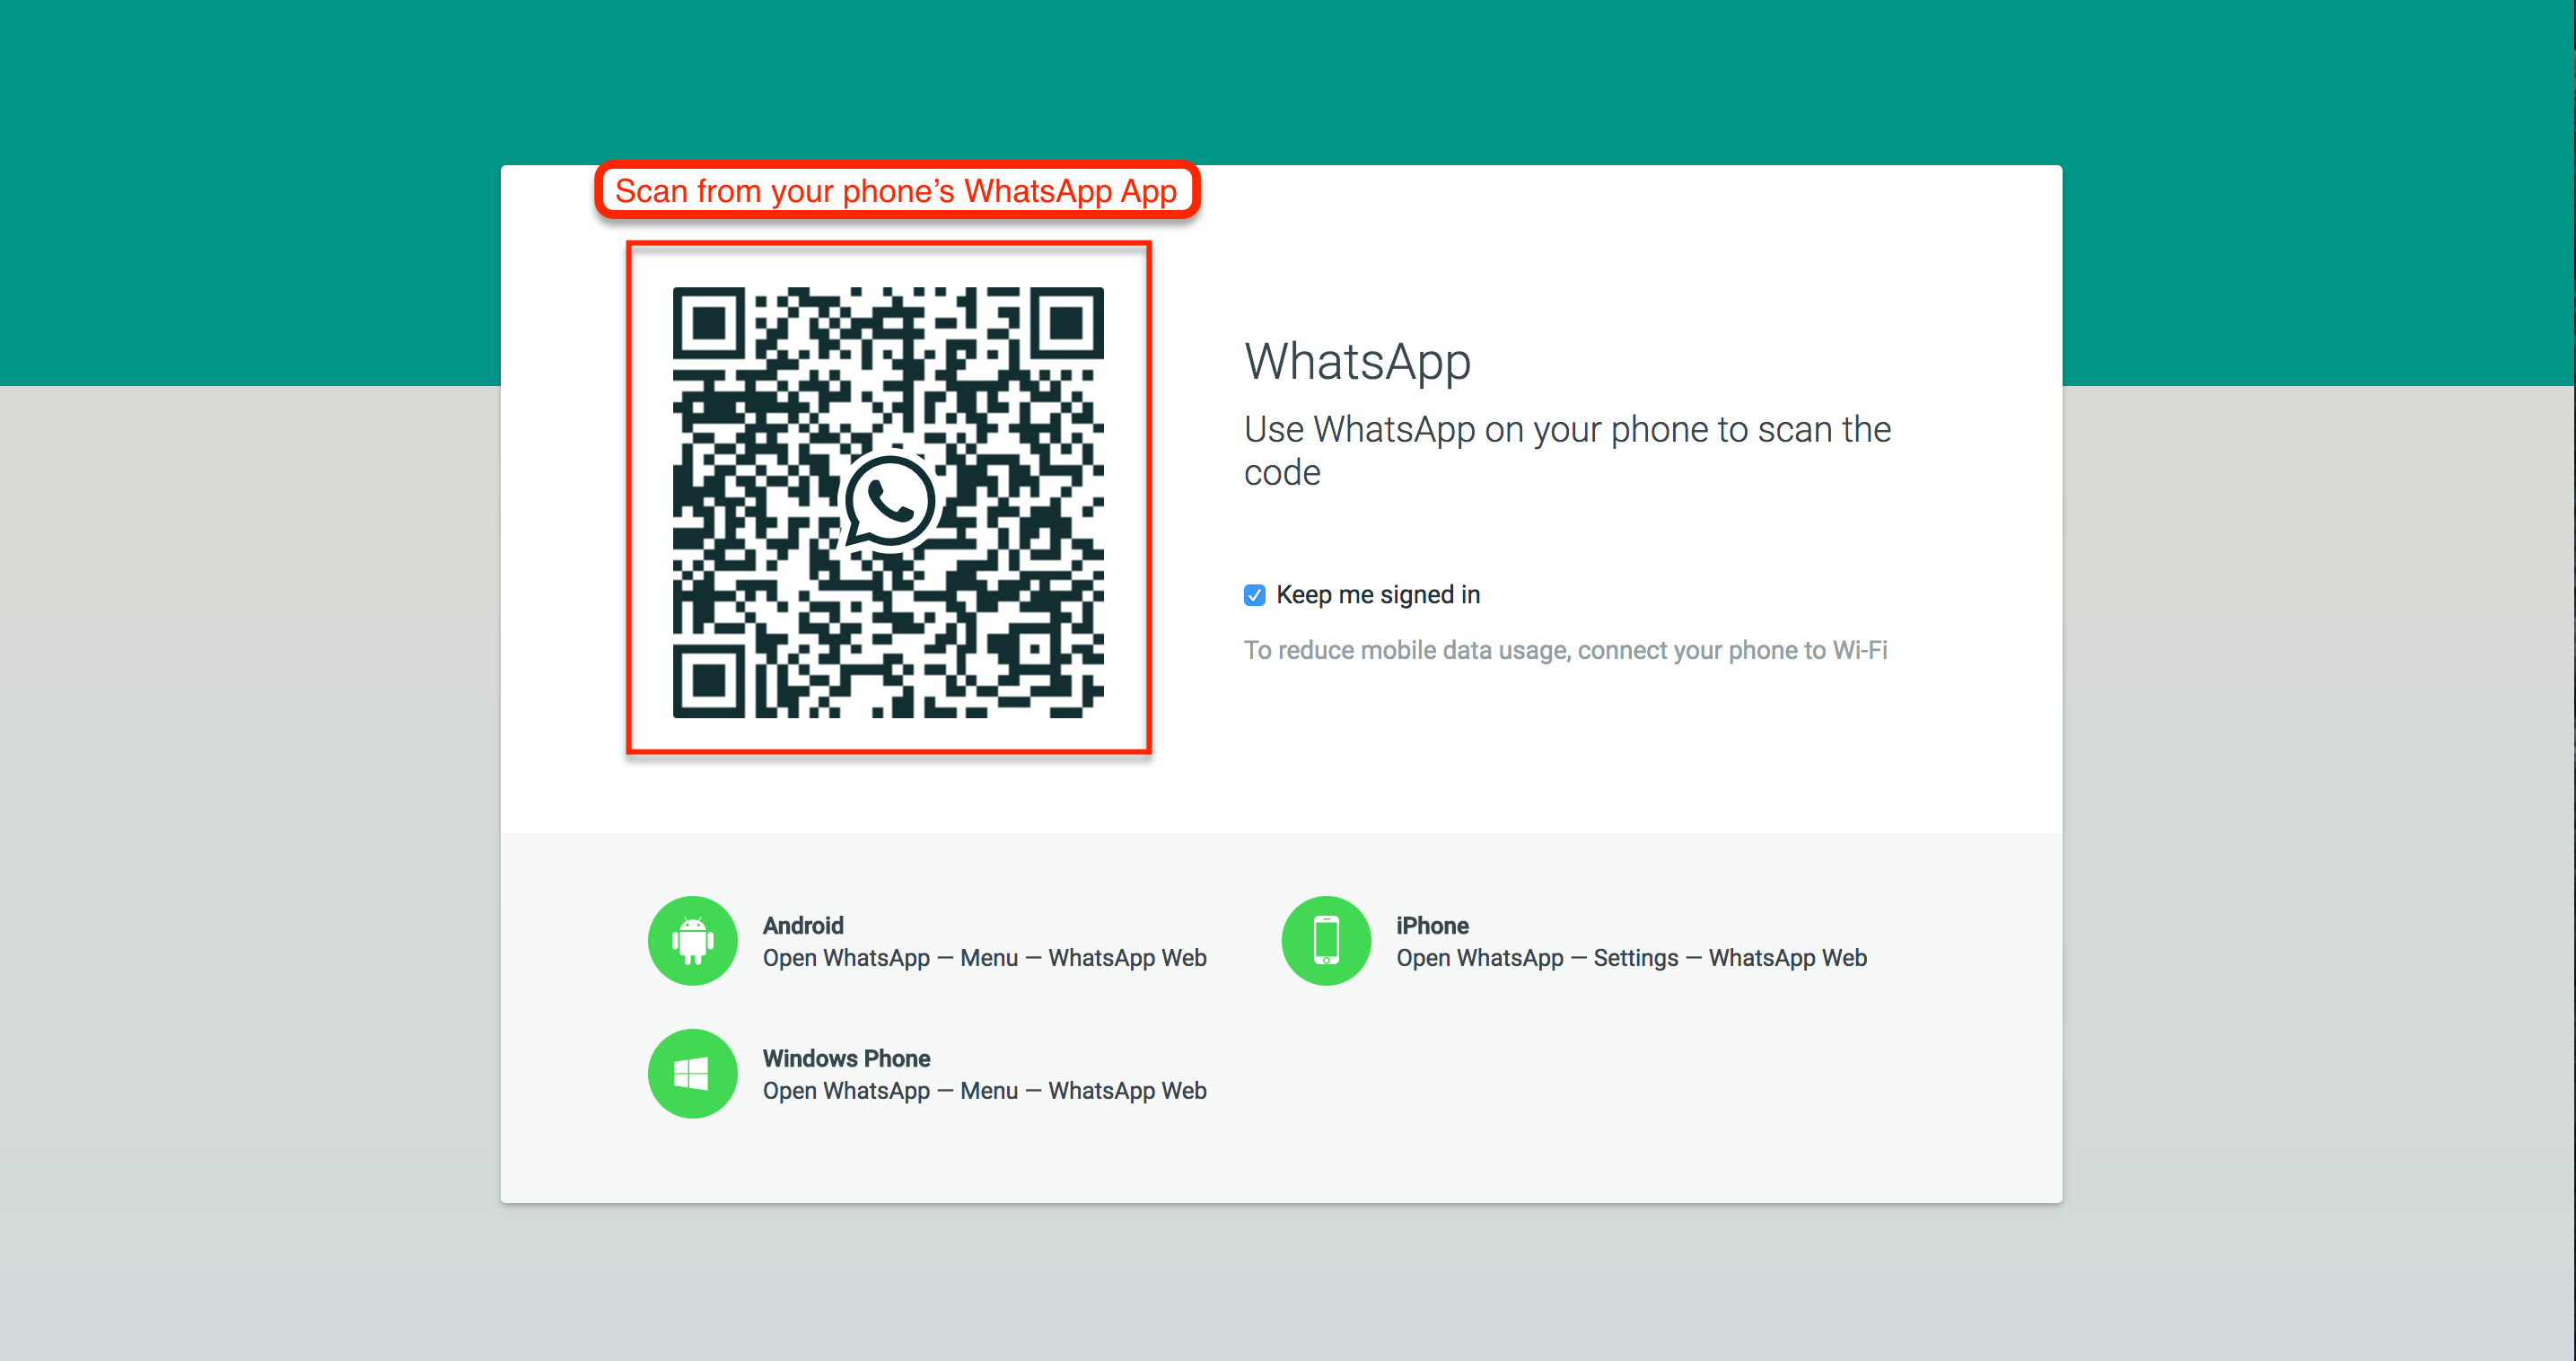 Scan from your phone’s WhatsApp App
WhatsApp
Use WhatsApp on your phone to scan the
code
Keep me signed in
To reduce mobile data usage, connect your phone to Wi-Fi
Android
Open WhatsApp — Menu — WhatsApp Web
iPhone
Open WhatsApp — Settings — WhatsApp Web
Windows Phone
Open WhatsApp — Menu — WhatsApp Web